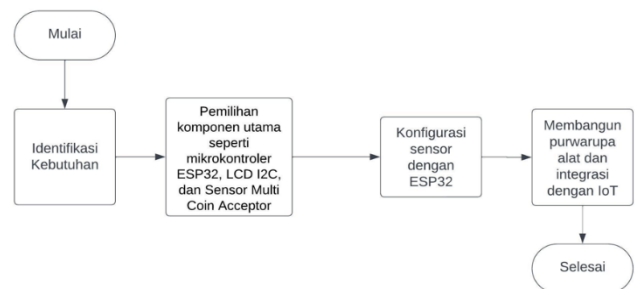 Mulai
Identifikasi
Kebutuhan
Pemilihan
komponen utama
seperti
mikrokontroler
ESP32, LCD I2C,
dan Sensor Multi
Coin Acceptor
Konfigurasi
sensor
dengan
ESP32
Membangun
purwarupa
alat dan
integrasi
dengan IoT
Selesai